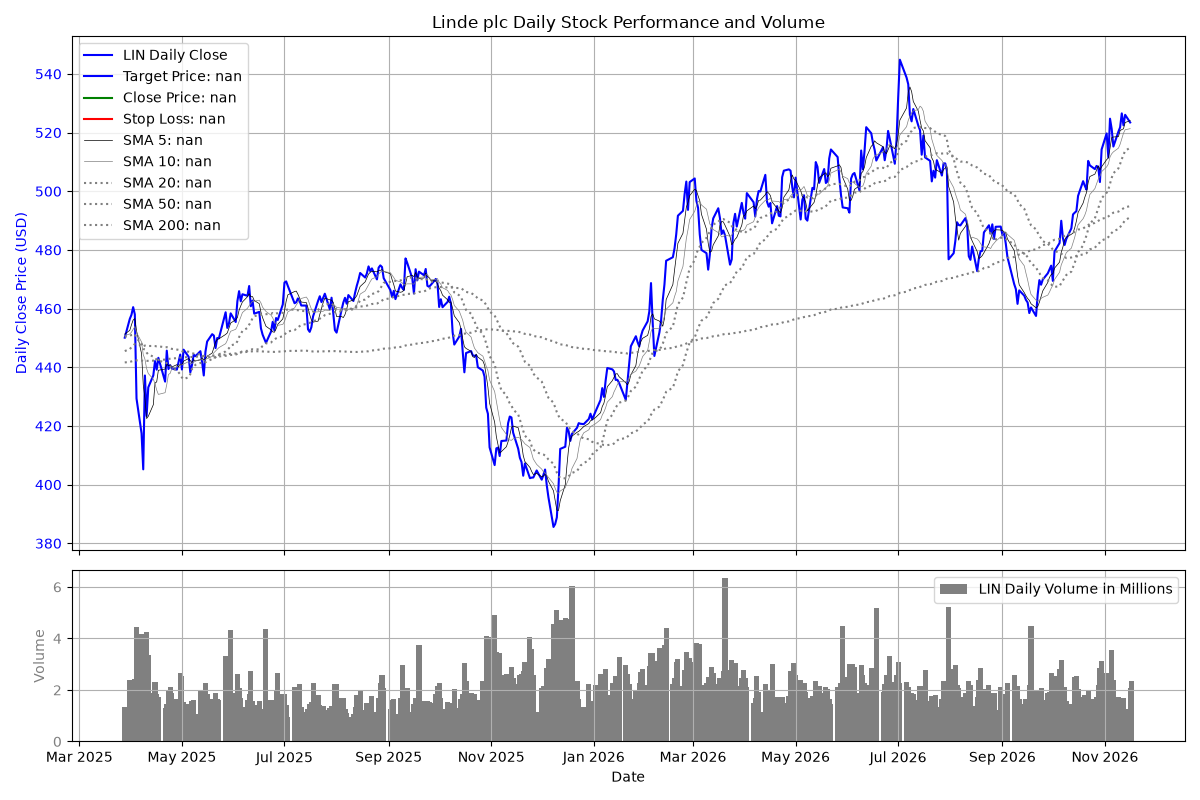 Linde plc Daily Stock Performance and Volume
LIN Daily Close
Target Price: nan
Close Price: nan
Stop Loss: nan
SMA 5: nan
SMA 10: nan
SMA 20: nan
SMA 50: nan
SMA 200: nan
Daily Close Price (USD)
540
520
500
480
460
440
420
400
380
LIN Daily Volume in Millions
Volume
6
4
2
0
Mar 2025 May 2025 Jul 2025 Sep 2025 Nov 2025 Jan 2026 Mar 2026 May 2026 Jul 2026 Sep 2026 Nov 2026
Date